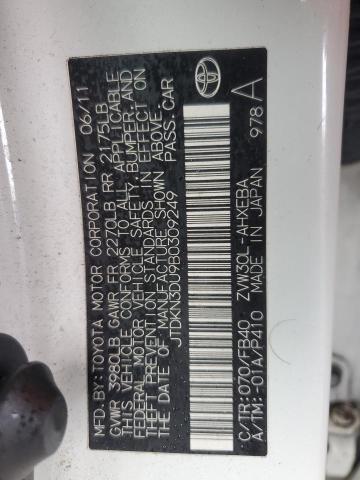 MFD. BY: TOYOTA MOTOR CORPORATION 06/11
GVWR 3980LB GAWR FR 2270LB RR 2175LB
THIS VEHICLE CONFORMS TO ALL APPLICABLE
FEDERAL MOTOR VEHICLE SAFETY, BUMPER, AND
THEFT PREVENTION STANDARDS IN EFFECT ON
THE DATE OF MANUFACTURE SHOWN ABOVE.
JTDKN3DU9B0309249 PASS. CAR
C/TR: 070/FB40 ZVW30L-AHXEBA
A/TM: -01A/P410 MADE IN JAPAN 978 A